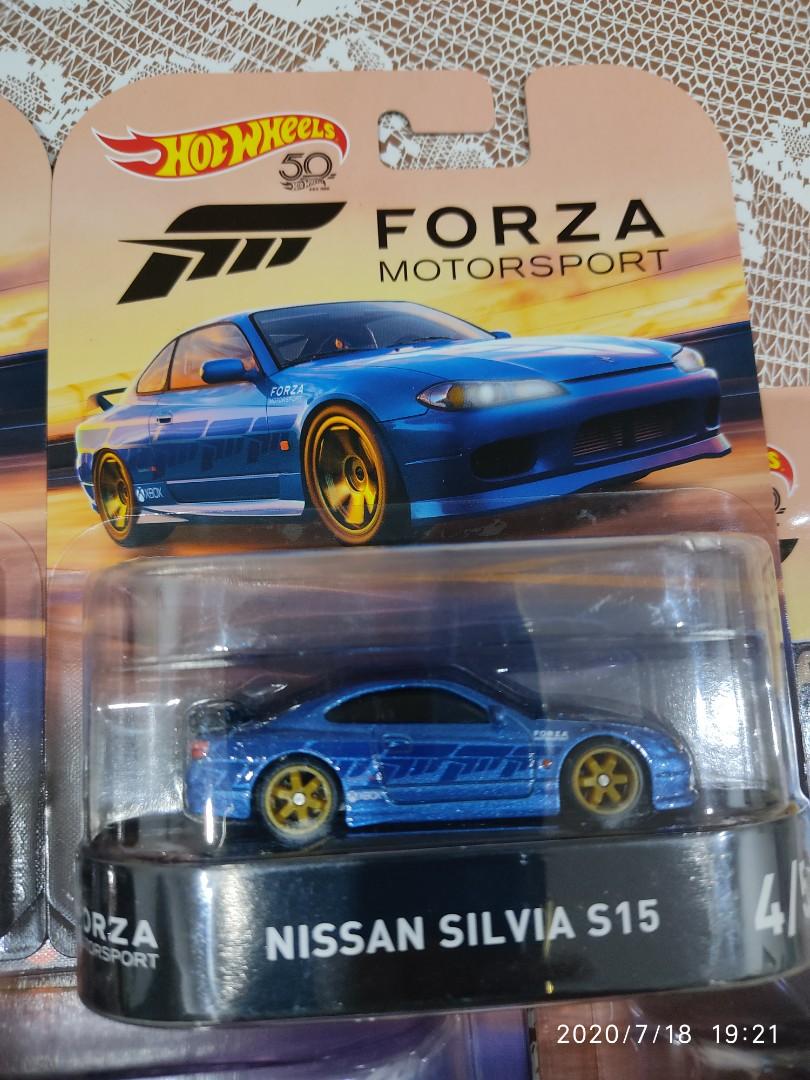 HOT WHEELS
50
FORZA
MOTORSPORT
FORZA
MOTORSPORT
XBOX
FORZA
NISSAN SILVIA S15
4/
ORZA
ORSPORT
2020/7/18 19:21